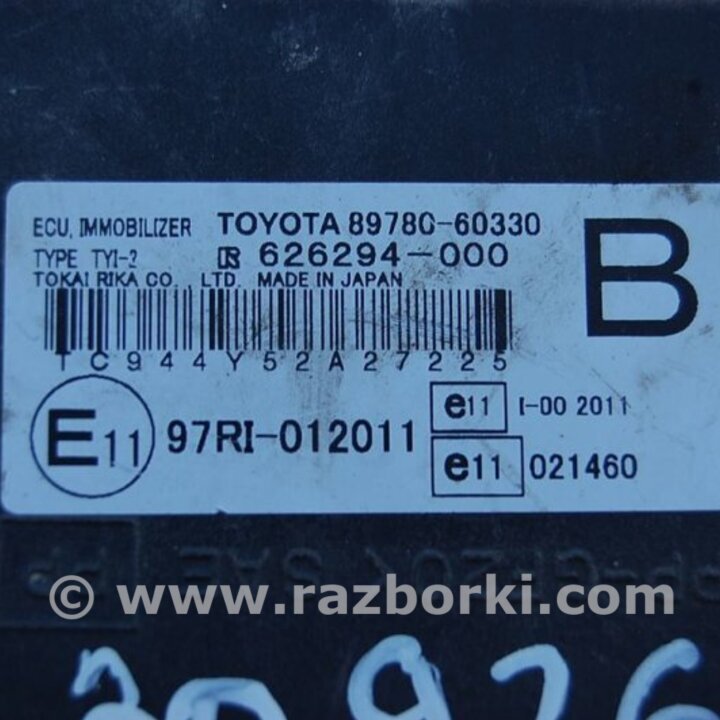 ECU, IMMOBILIZER TOYOTA 89780-60330
TYPE TYI-2 626294-000 B
TOKAI RIKA CO., LTD. MADE IN JAPAN
TC944Y52A27225
E11 97RI-012011 e11 I-00 2011
e11 021460
© www.razborki.com